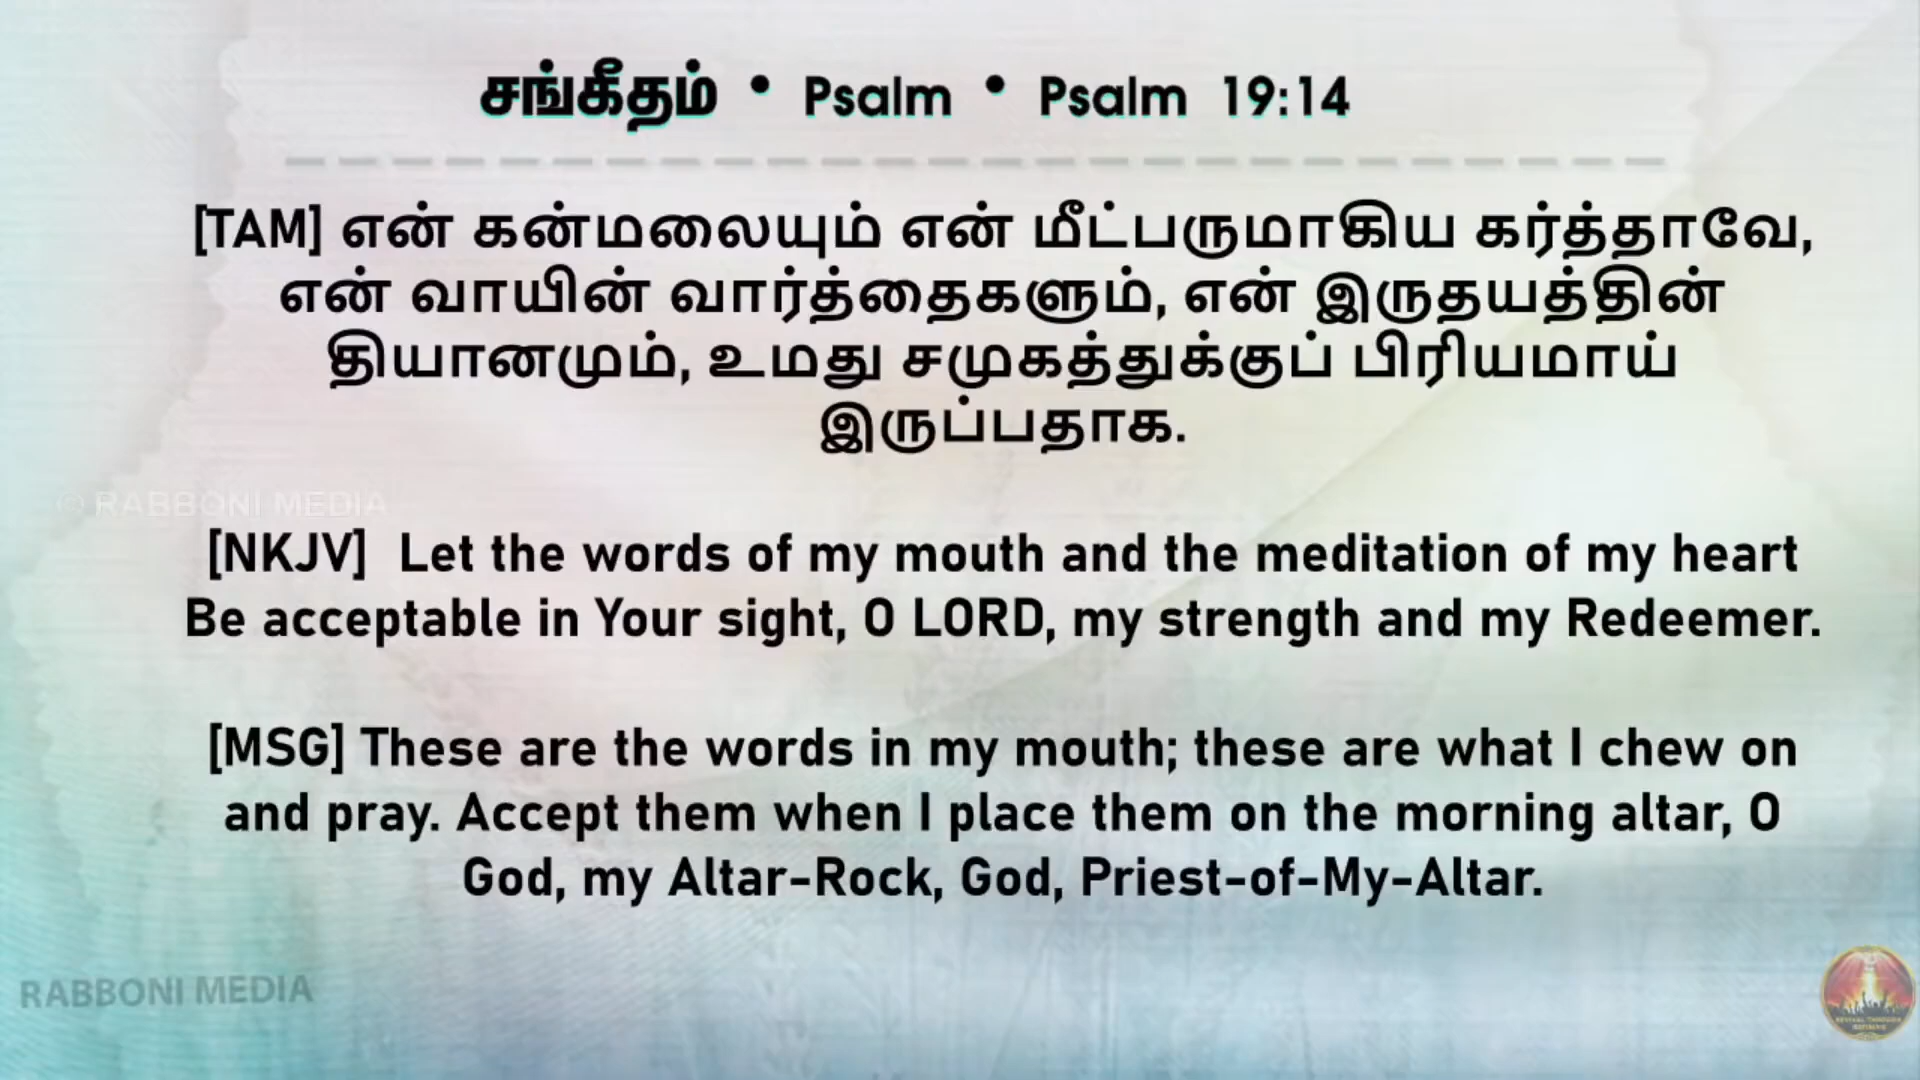 சங்கீதம் • Psalm • Psalm 19:14
[TAM] என் கன்மலையும் என் மீட்பருமாகிய கர்த்தாவே,
என் வாயின் வார்த்தைகளும், என் இருதயத்தின்
தியானமும், உமது சமுகத்துக்குப் பிரியமாய்
இருப்பதாக.
© RABBONI MEDIA
[NKJV] Let the words of my mouth and the meditation of my heart
Be acceptable in Your sight, O LORD, my strength and my Redeemer.
[MSG] These are the words in my mouth; these are what I chew on
and pray. Accept them when I place them on the morning altar, O
God, my Altar-Rock, God, Priest-of-My-Altar.
RABBONI MEDIA
REVIVAL THROUGH